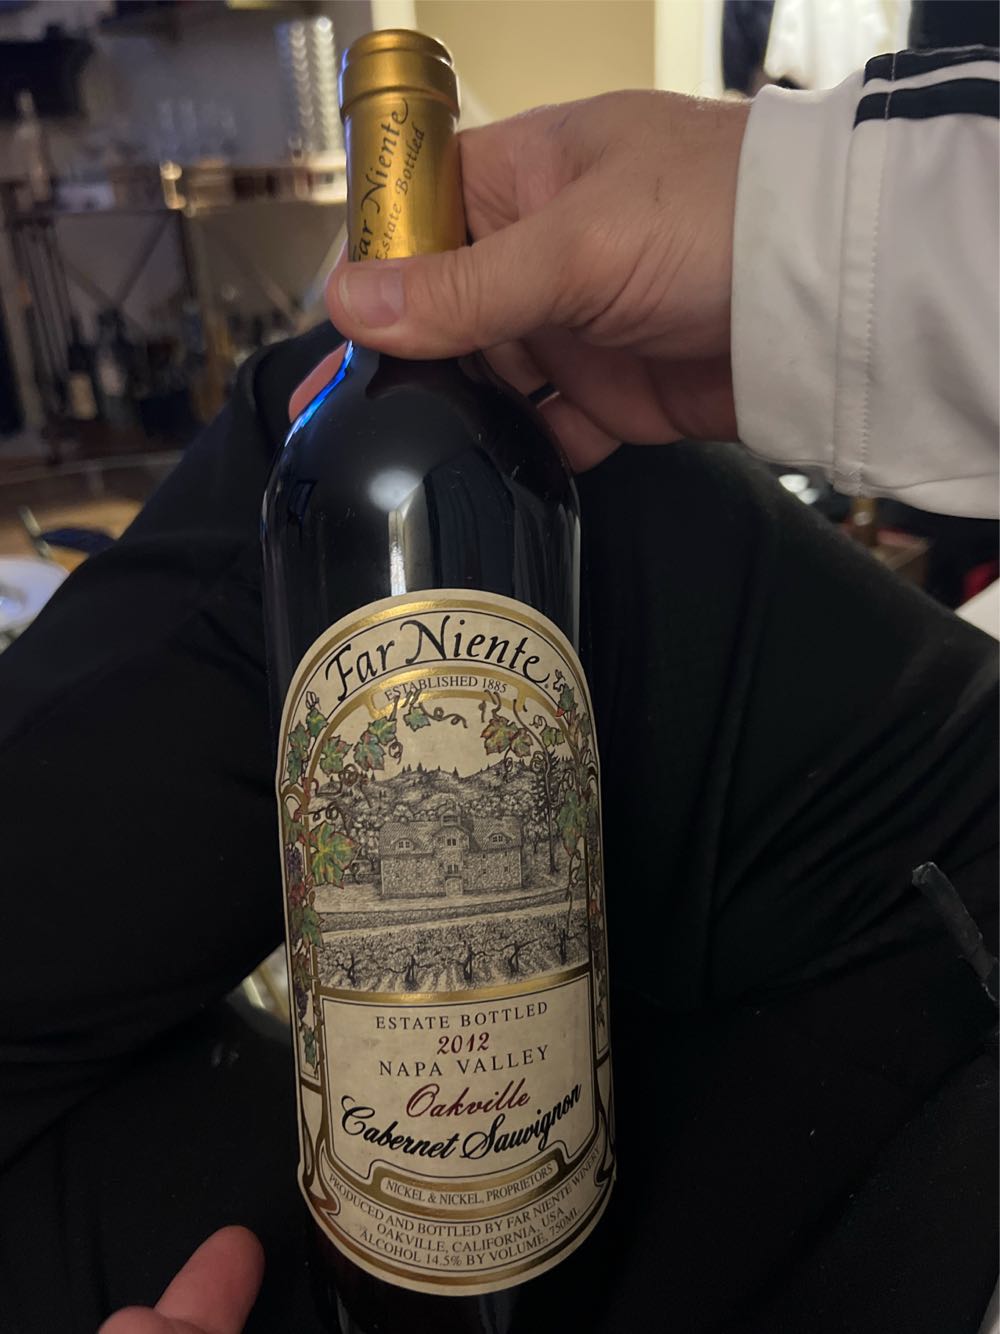 Far Niente
Estate Bottled
Far Niente
ESTABLISHED 1885
ESTATE BOTTLED
2012
NAPA VALLEY
Oakville
Cabernet Sauvignon
NICKEL & NICKEL, PROPRIETORS
PRODUCED AND BOTTLED BY FAR NIENTE WINERY
OAKVILLE, CALIFORNIA, USA
ALCOHOL 14.5% BY VOLUME, 750ML